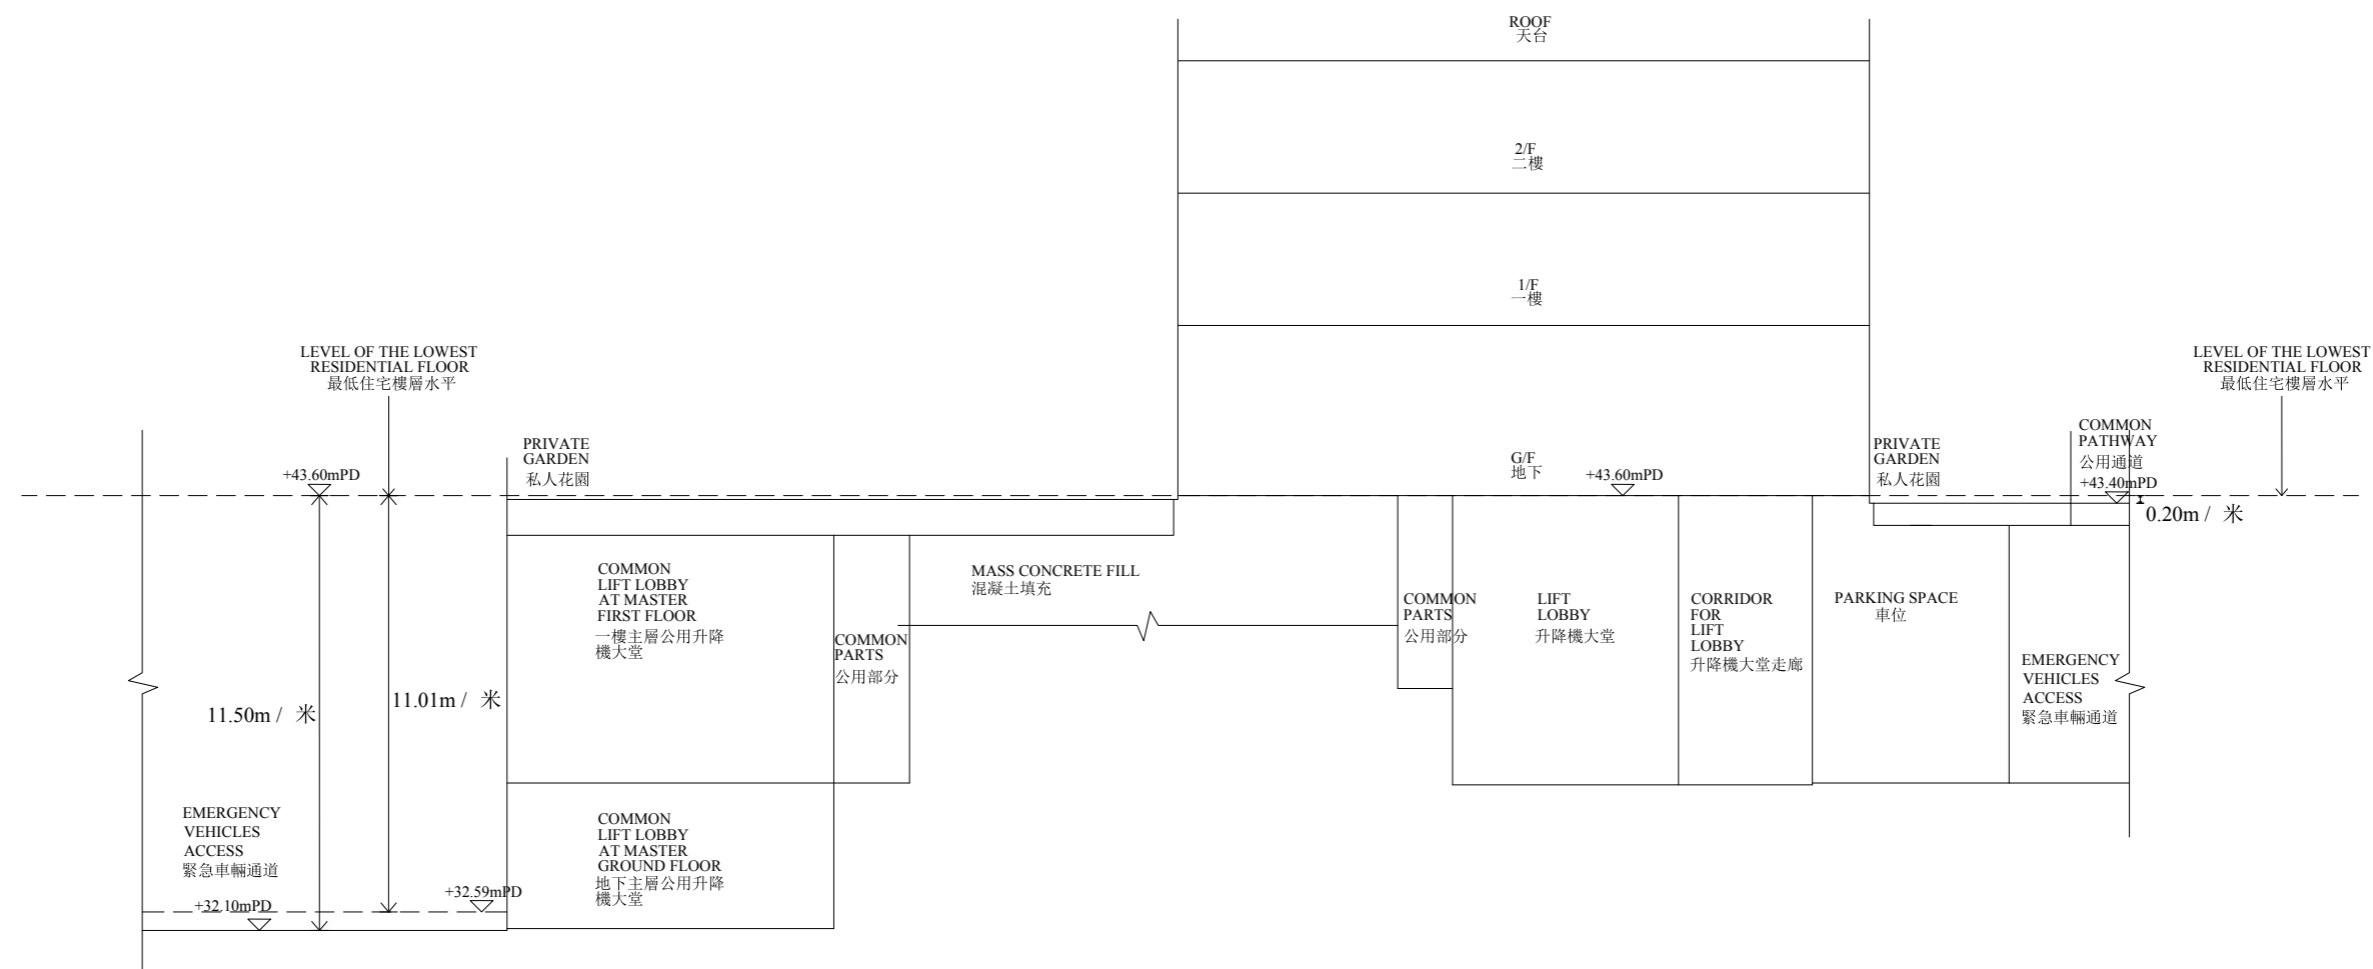 ROOF
天台
2/F
二樓
1/F
一樓
LEVEL OF THE LOWEST
RESIDENTIAL FLOOR
最低住宅樓層水平
LEVEL OF THE LOWEST
RESIDENTIAL FLOOR
最低住宅樓層水平
PRIVATE
GARDEN
私人花園
+43.60mPD
G/F
地下
+43.60mPD
PRIVATE
GARDEN
私人花園
COMMON
PATHWAY
公用通道
+43.40mPD
0.20m / 米
COMMON
LIFT LOBBY
AT MASTER
FIRST FLOOR
一樓主層公用升降
機大堂
COMMON
PARTS
公用部分
MASS CONCRETE FILL
混凝土填充
COMMON
PARTS
公用部分
LIFT
LOBBY
升降機大堂
CORRIDOR
FOR
LIFT
LOBBY
升降機大堂走廊
PARKING SPACE
車位
EMERGENCY
VEHICLES
ACCESS
緊急車輛通道
11.50m / 米
11.01m / 米
EMERGENCY
VEHICLES
ACCESS
緊急車輛通道
+32.10mPD
+32.59mPD
COMMON
LIFT LOBBY
AT MASTER
GROUND FLOOR
地下主層公用升降
機大堂